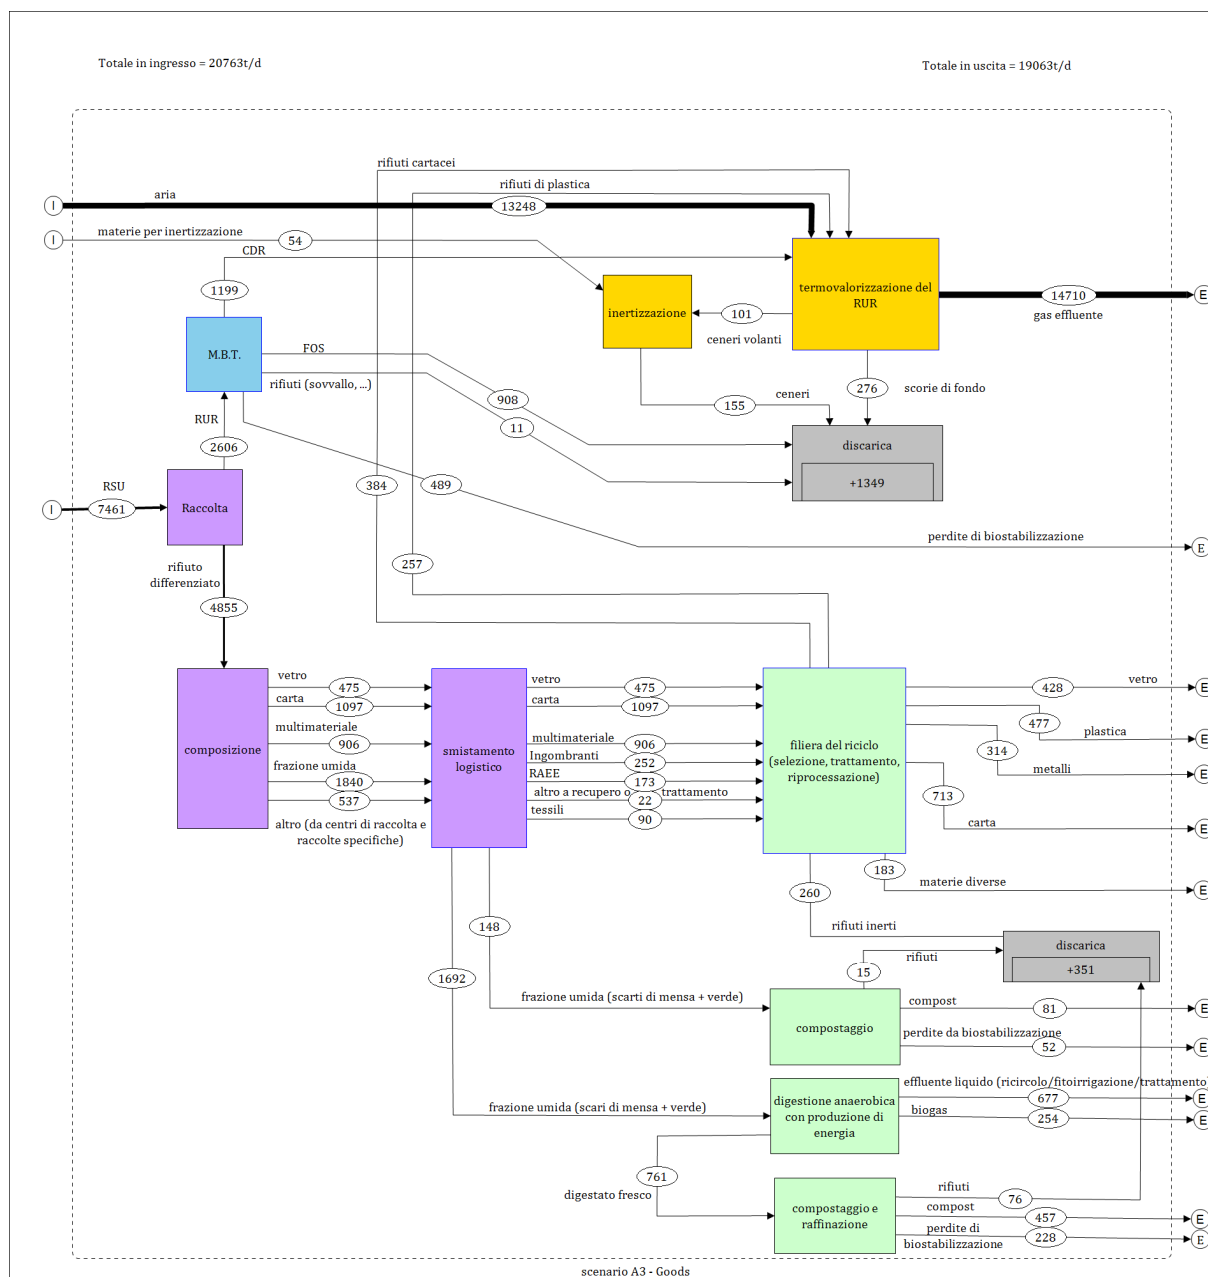 Totale in ingresso = 20763t/d
Totale in uscita = 19063t/d
rifiuti cartacei
rifiuti di plastica
aria
I
13248
materie per inertizzazione
I
54
CDR
1199
termovalorizzazione del
RUR
14710
E
gas effluente
inertizzazione
101
ceneri volanti
M.B.T.
FOS
rifiuti (sovvallo, ...)
276
scorie di fondo
ceneri
155
908
11
RUR
2606
discarica
+1349
384
489
RSU
I
7461
Raccolta
perdite di biostabilizzazione
E
257
rifiuto
differenziato
4855
composizione
vetro
475
carta
1097
multimateriale
906
frazione umida
1840
537
altro (da centri di raccolta e
raccolte specifiche)
smistamento
logistico
vetro
475
carta
1097
multimateriale
906
Ingombranti
252
RAEE
173
altro a recupero o trattamento
22
tessili
90
filiera del riciclo
(selezione, trattamento,
riprocessazione)
428
vetro
E
477
plastica
E
314
metalli
E
713
carta
E
183
materie diverse
E
260
rifiuti inerti
148
1692
discarica
+351
rifiuti
15
frazione umida (scarti di mensa + verde)
compostaggio
compost
81
E
perdite da biostabilizzazione
52
E
effluente liquido (ricircolo/fitoirrigazione/trattamento)
677
E
biogas
254
E
frazione umida (scari di mensa + verde)
digestione anaerobica
con produzione di
energia
761
digestato fresco
compostaggio e
raffinazione
rifiuti
76
compost
457
E
perdite di
biostabilizzazione
228
E
scenario A3 - Goods